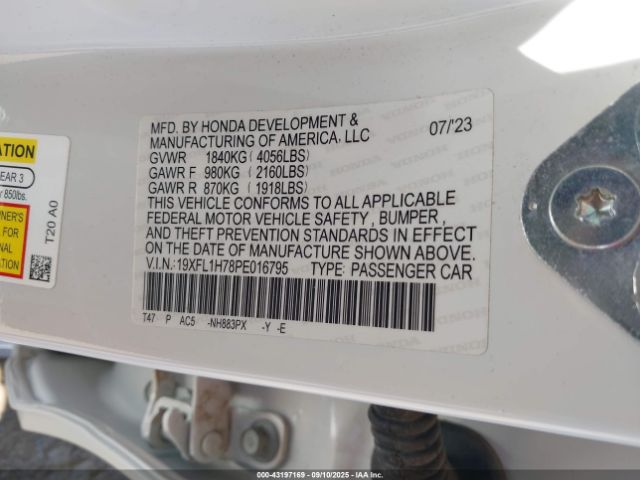 MFD. BY HONDA DEVELOPMENT &
MANUFACTURING OF AMERICA, LLC 07/'23
GVWR 1840KG ( 4056LBS)
GAWR F 980KG ( 2160LBS)
GAWR R 870KG ( 1918LBS)
THIS VEHICLE CONFORMS TO ALL APPLICABLE
FEDERAL MOTOR VEHICLE SAFETY , BUMPER ,
AND THEFT PREVENTION STANDARDS IN EFFECT
ON THE DATE OF MANUFACTURE SHOWN ABOVE.
V.I.N.:19XFL1H78PE016795 TYPE: PASSENGER CAR
T47 P AC5 -NH883PX -Y -E
EAR 3
850lbs.
T20 A0
000-43197169 - 09/10/2025 - IAA Inc.